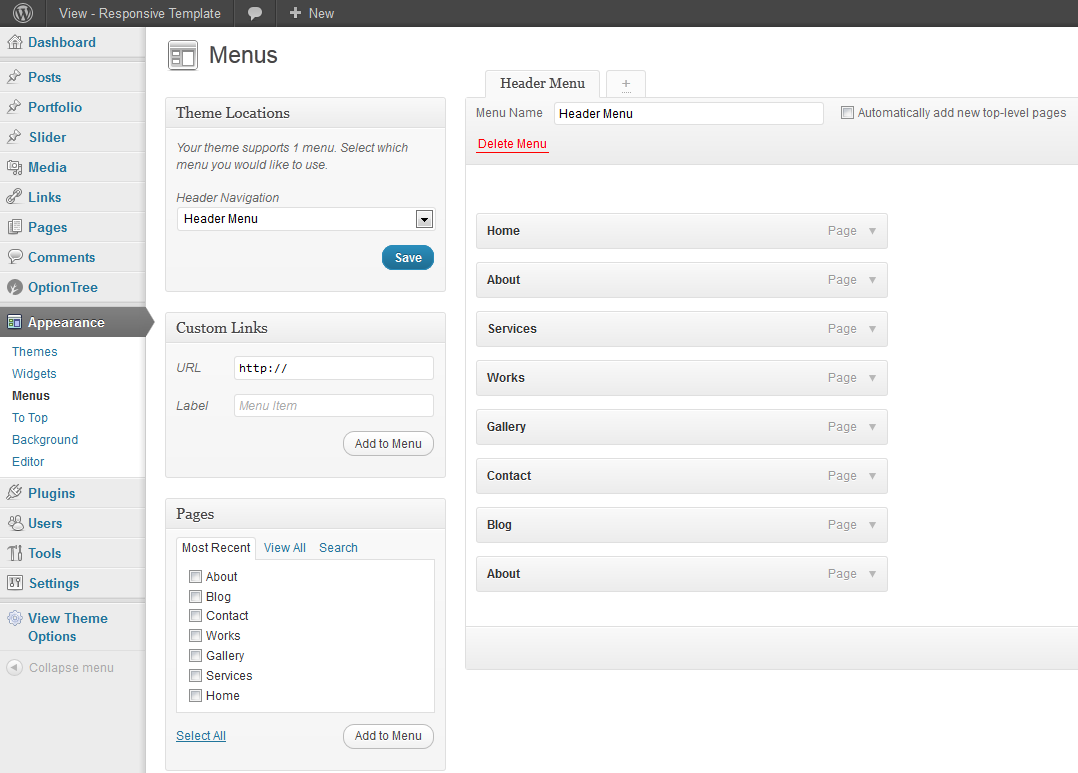 View - Responsive Template
New
Dashboard
Posts
Portfolio
Slider
Media
Links
Pages
Comments
OptionTree
Appearance
Themes
Widgets
Menus
To Top
Background
Editor
Plugins
Users
Tools
Settings
View Theme
Options
Collapse menu
Menus
Theme Locations
Your theme supports 1 menu. Select which
menu you would like to use.
Header Navigation
Header Menu
Save
Custom Links
URL http://
Label Menu Item
Add to Menu
Pages
Most Recent View All Search
About
Blog
Contact
Works
Gallery
Services
Home
Select All Add to Menu
Header Menu +
Menu Name Header Menu Automatically add new top-level pages
Delete Menu
Home Page
About Page
Services Page
Works Page
Gallery Page
Contact Page
Blog Page
About Page